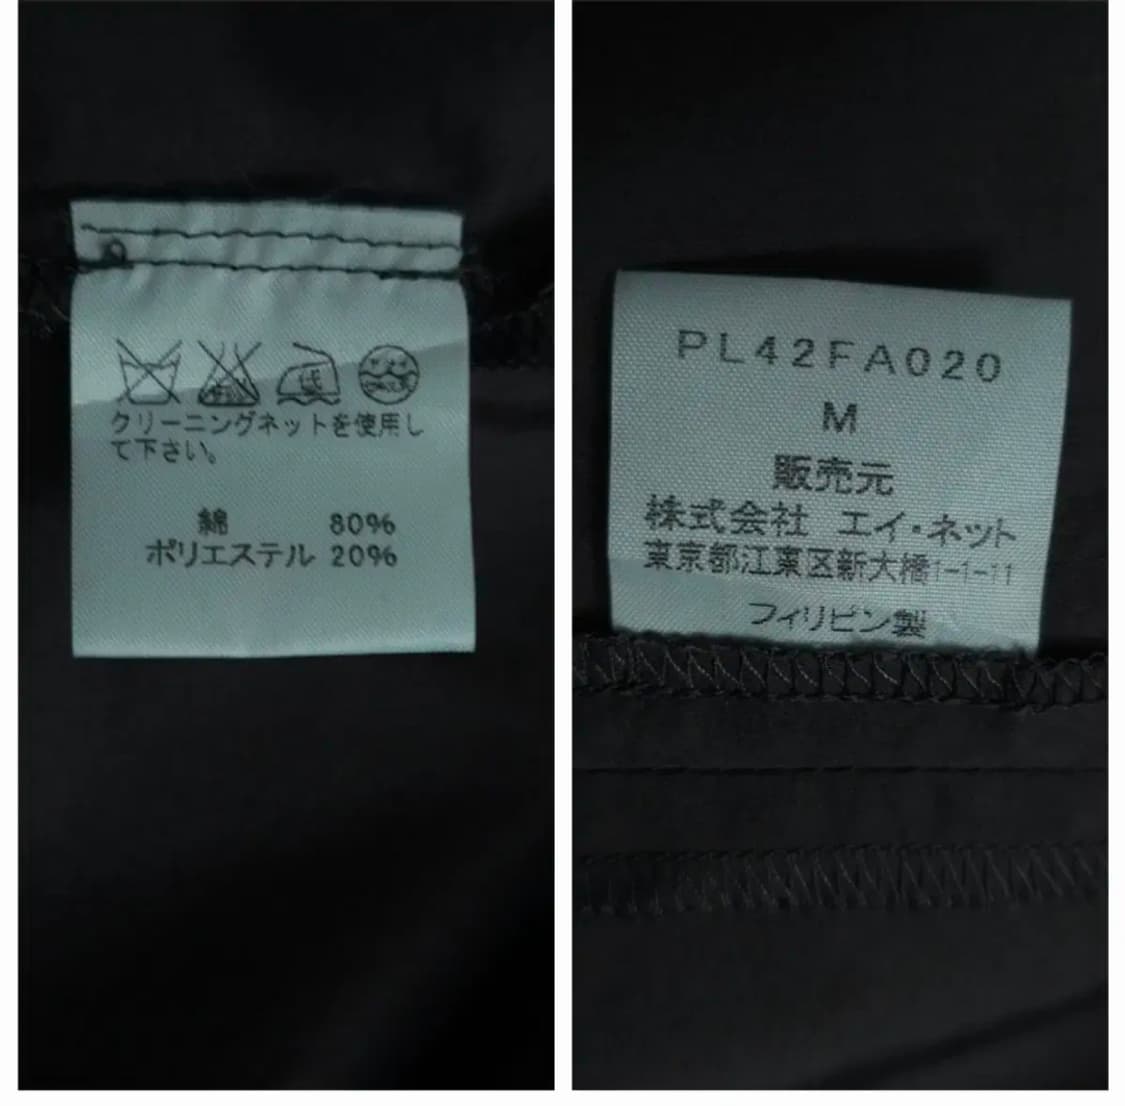 クリーニングネットを使用し
て下さい。
綿 80%
ポリエステル 20%
PL42FA020
M
販売元
株式会社 エイ・ネット
東京都江東区新大橋1-1-11
フィリピン製